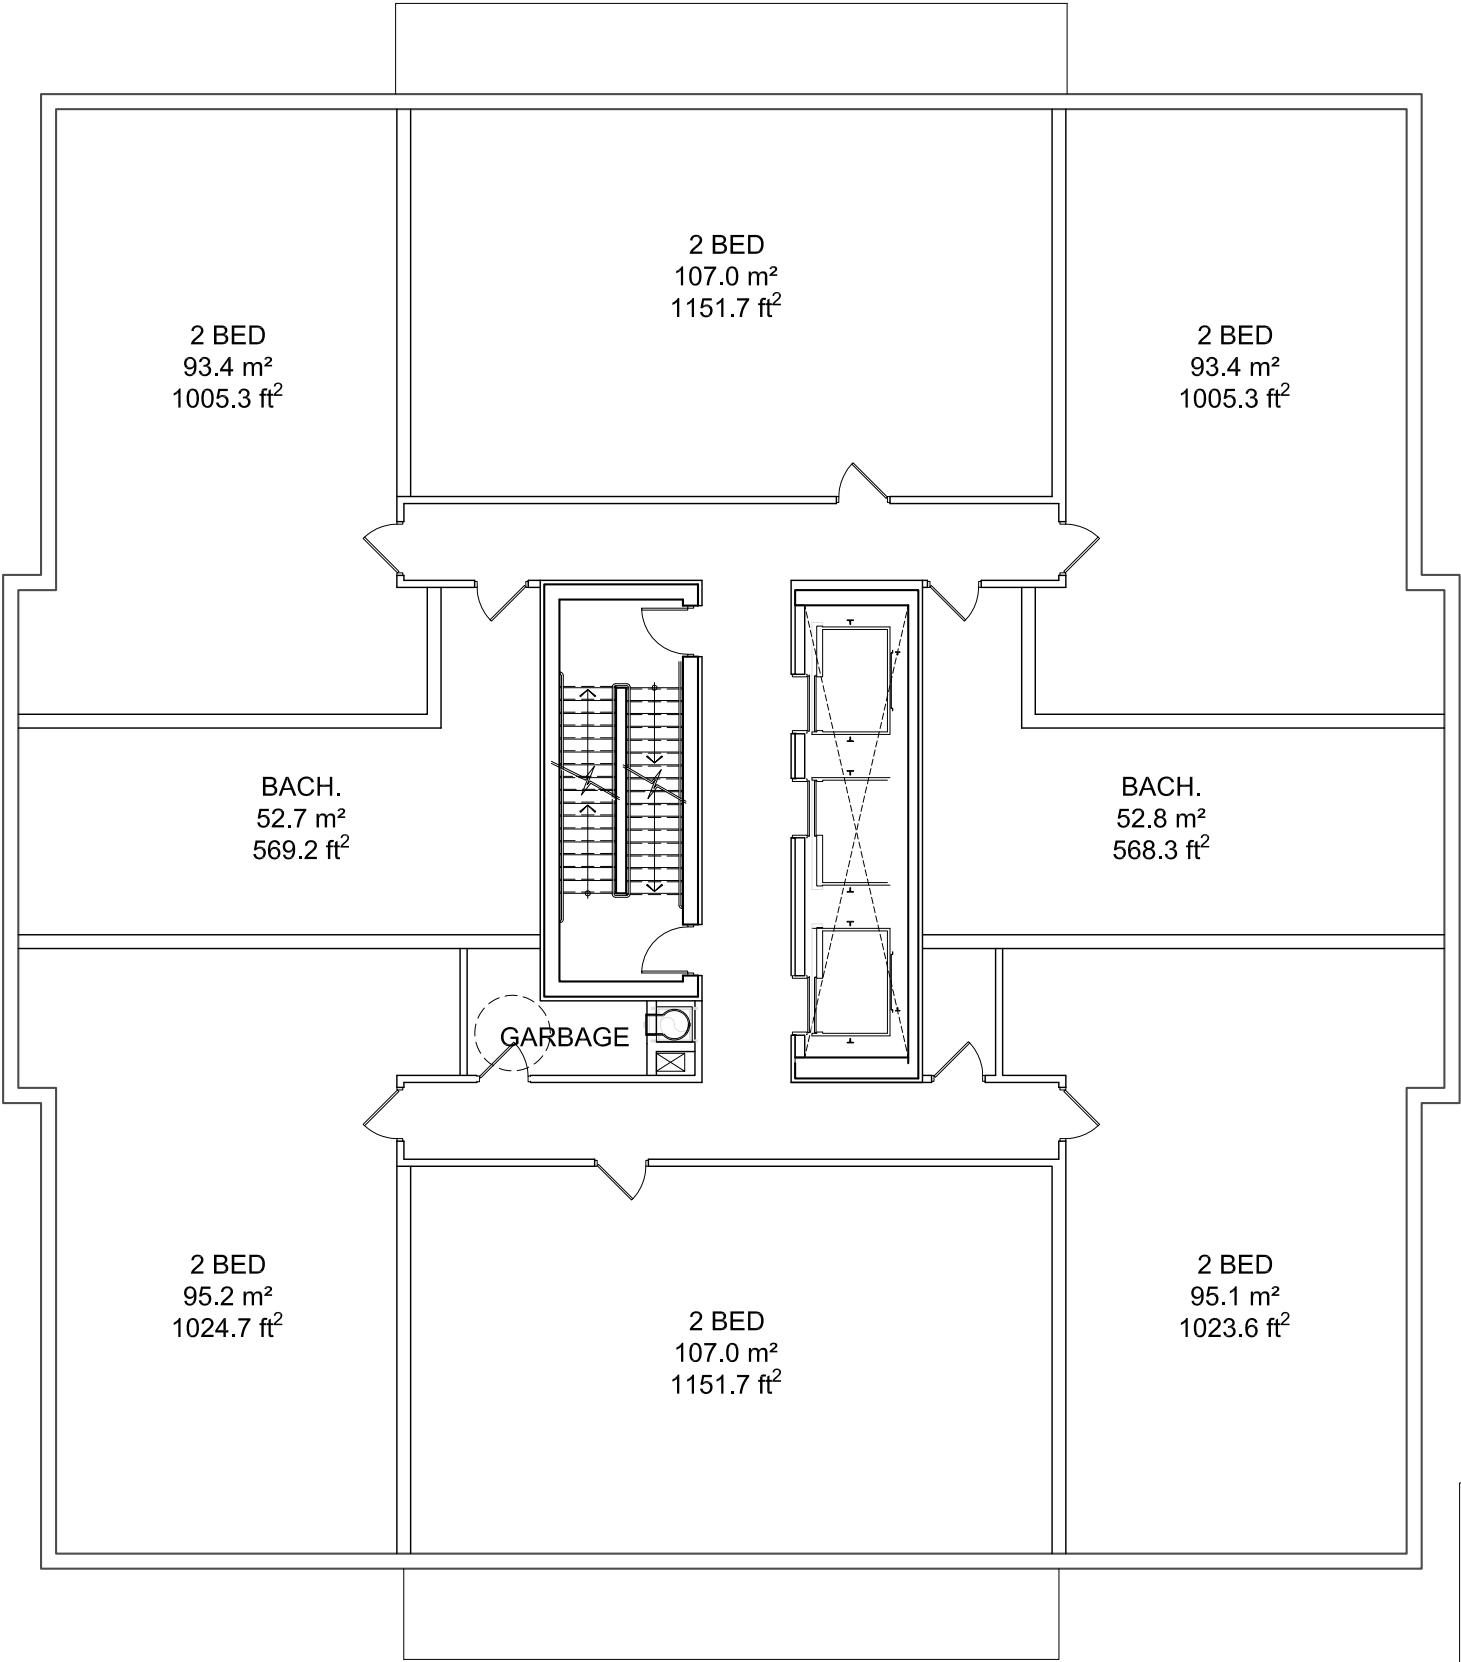 2 BED
107.0 m²
1151.7 ft²
2 BED
93.4 m²
1005.3 ft²
2 BED
93.4 m²
1005.3 ft²
BACH.
52.7 m²
569.2 ft²
BACH.
52.8 m²
568.3 ft²
GARBAGE
2 BED
95.2 m²
1024.7 ft²
2 BED
95.1 m²
1023.6 ft²
2 BED
107.0 m²
1151.7 ft²